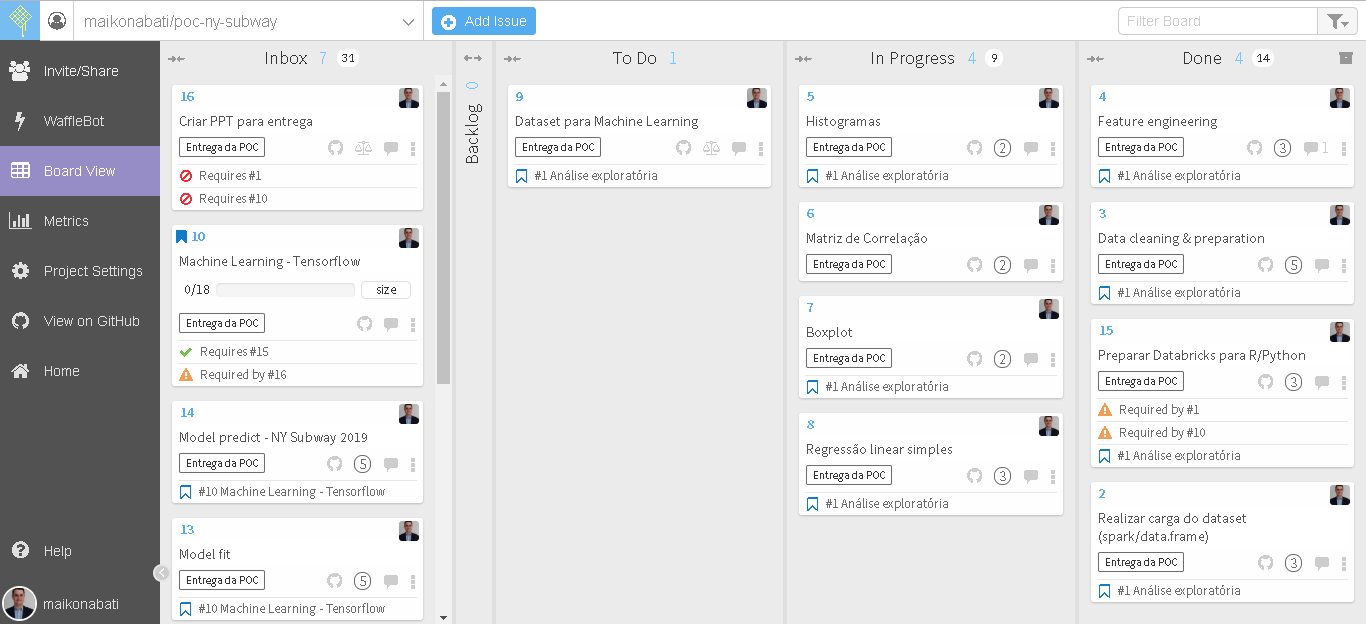 maikonabati/poc-ny-subway
Add Issue
Filter Board
Invite/Share
WaffleBot
Board View
Metrics
Project Settings
View on GitHub
Home
Help
maikonabati
Inbox 7 31
16
Criar PPT para entrega
Entrega da POC
Requires #1
Requires #10
10
Machine Learning - Tensorflow
0/18 size
Entrega da POC
Requires #15
Required by #16
14
Model predict - NY Subway 2019
Entrega da POC 5
#10 Machine Learning - Tensorflow
13
Model fit
Entrega da POC 5
#10 Machine Learning - Tensorflow
0
Backlog
To Do 1
9
Dataset para Machine Learning
Entrega da POC
#1 Análise exploratória
In Progress 4 9
5
Histogramas
Entrega da POC 2
#1 Análise exploratória
6
Matriz de Correlação
Entrega da POC 2
7
Boxplot
Entrega da POC 2
#1 Análise exploratória
8
Regressão linear simples
Entrega da POC 3
#1 Análise exploratória
Done 4 14
4
Feature engineering
Entrega da POC 3 1
#1 Análise exploratória
3
Data cleaning & preparation
Entrega da POC 5
#1 Análise exploratória
15
Preparar Databricks para R/Python
Entrega da POC 3
Required by #1
Required by #10
#1 Análise exploratória
2
Realizar carga do dataset
(spark/data.frame)
Entrega da POC 3
#1 Análise exploratória